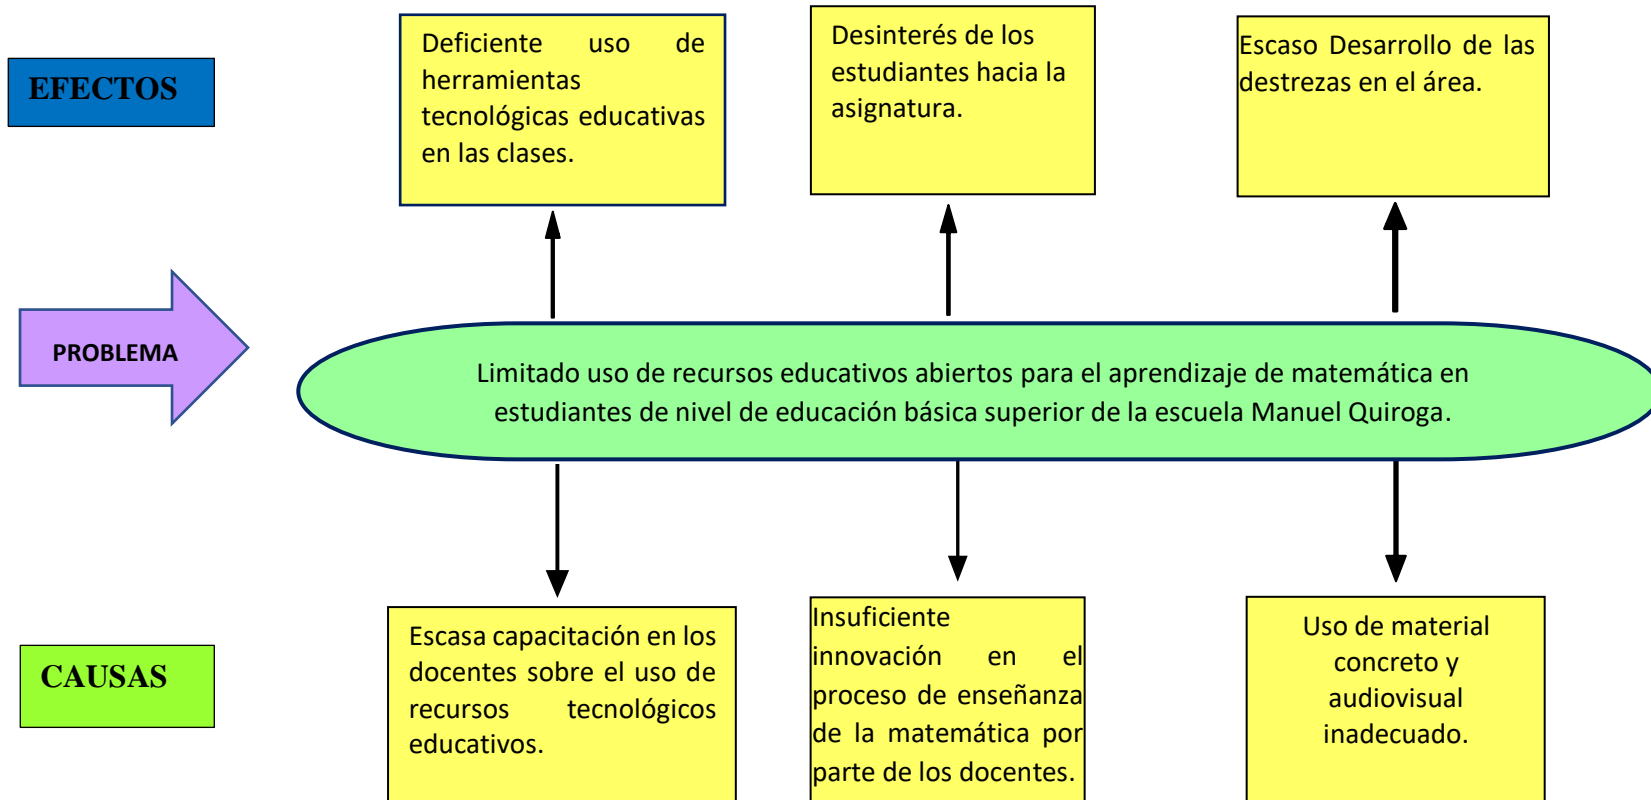 EFECTOS
Deficiente uso de
herramientas
tecnológicas educativas
en las clases.
Desinterés de los
estudiantes hacia la
asignatura.
Escaso Desarrollo de las
destrezas en el área.
PROBLEMA
Limitado uso de recursos educativos abiertos para el aprendizaje de matemática en
estudiantes de nivel de educación básica superior de la escuela Manuel Quiroga.
CAUSAS
Escasa capacitación en los
docentes sobre el uso de
recursos tecnológicos
educativos.
Insuficiente
innovación en el
proceso de enseñanza
de la matemática por
parte de los docentes.
Uso de material
concreto y
audiovisual
inadecuado.